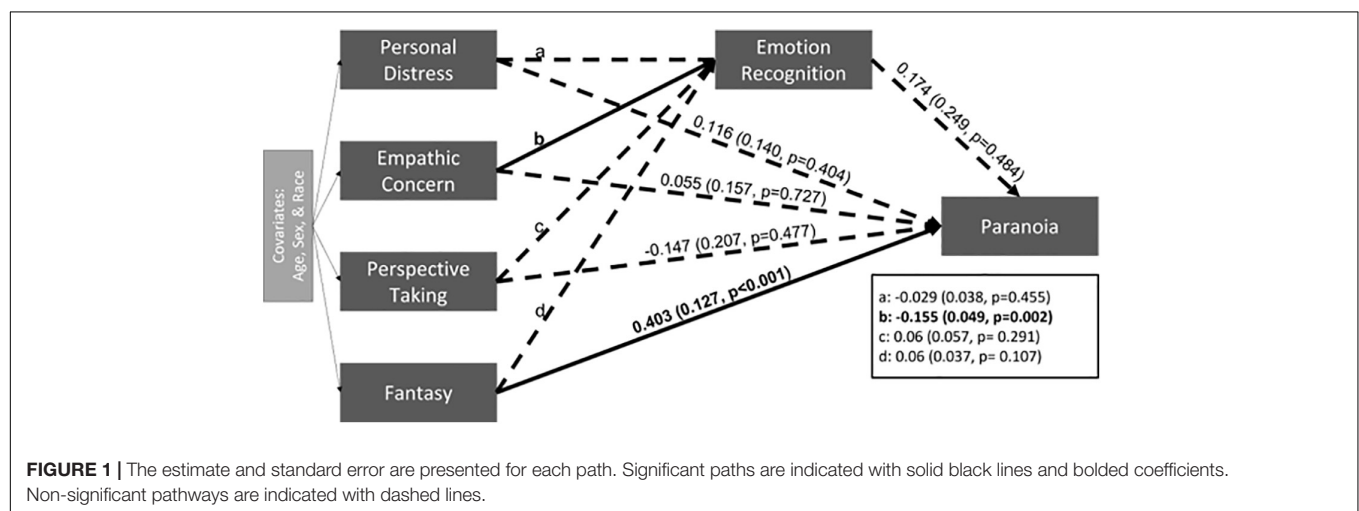 Personal
Distress
Emotion
Recognition
Empathic
Concern
Covariates:
Age, Sex, & Race
Perspective
Taking
Fantasy
Paranoia
a
b
c
d
0.174 (0.249, p=0.484)
0.116 (0.140, p=0.404)
0.055 (0.157, p=0.727)
-0.147 (0.207, p=0.477)
0.403 (0.127, p<0.001)
a: -0.029 (0.038, p=0.455)
b: -0.155 (0.049, p=0.002)
c: 0.06 (0.057, p= 0.291)
d: 0.06 (0.037, p= 0.107)
FIGURE 1 | The estimate and standard error are presented for each path. Significant paths are indicated with solid black lines and bolded coefficients.
Non-significant pathways are indicated with dashed lines.